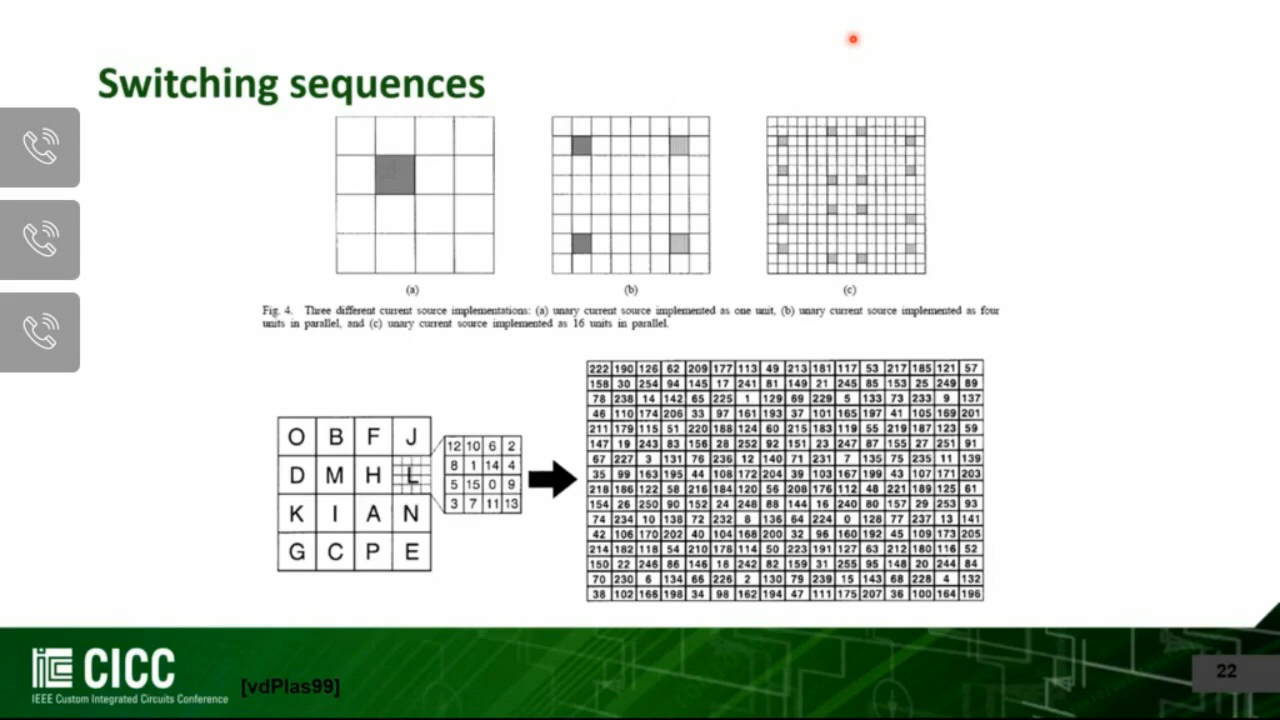 Switching sequences
(a)
(b)
(c)
Fig. 4. Three different current source implementations: (a) unary current source implemented as one unit, (b) unary current source implemented as four
units in parallel, and (c) unary current source implemented as 16 units in parallel.
O B F J
D M H L
K I A N
G C P E
12 10 6 2
8 1 14 4
5 15 0 9
3 7 11 13
222 190 126 62 209 177 113 49 213 181 117 53 217 185 121 57
158 30 254 94 145 17 241 81 149 21 245 85 153 25 249 89
78 238 14 142 65 225 1 129 69 229 5 133 73 233 9 137
46 110 174 206 33 97 161 193 37 101 165 197 41 105 169 201
211 179 115 51 220 188 124 60 215 183 119 55 219 187 123 59
147 19 243 83 156 28 252 92 151 23 247 87 155 27 251 91
67 227 3 131 76 236 12 140 71 231 7 135 75 235 11 139
35 99 163 195 44 108 172 204 39 103 167 199 43 107 171 203
218 186 122 58 216 184 120 56 208 176 112 48 221 189 125 61
154 26 250 90 152 24 248 88 144 16 240 80 157 29 253 93
74 234 10 138 72 232 8 136 64 224 0 128 77 237 13 141
42 106 170 202 40 104 168 200 32 96 160 192 45 109 173 205
214 182 118 54 210 178 114 50 223 191 127 63 212 180 116 52
150 22 246 86 146 18 242 82 159 31 255 95 148 20 244 84
70 230 6 134 66 226 2 130 79 239 15 143 68 228 4 132
38 102 166 198 34 98 162 194 47 111 175 207 36 100 164 196
CICC
IEEE Custom Integrated Circuits Conference
[vdPlas99]
22